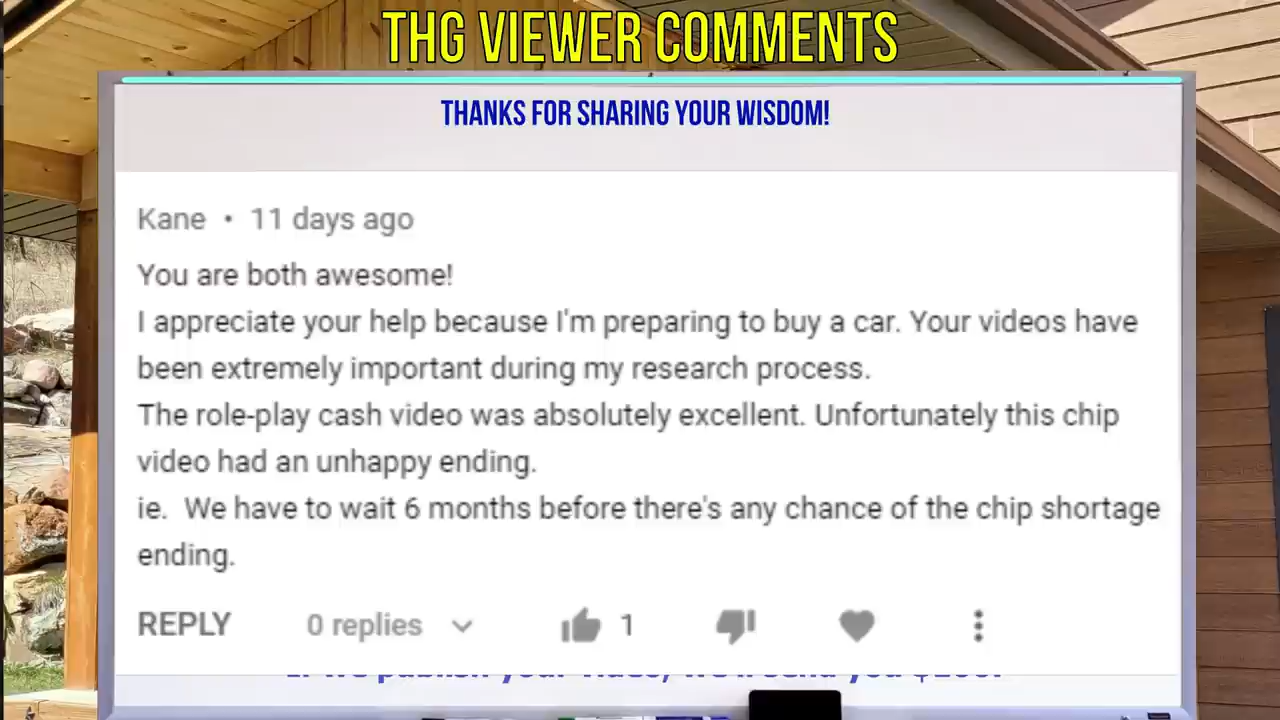 THG VIEWER COMMENTS
THANKS FOR SHARING YOUR WISDOM!
Kane • 11 days ago
You are both awesome!
I appreciate your help because I'm preparing to buy a car. Your videos have
been extremely important during my research process.
The role-play cash video was absolutely excellent. Unfortunately this chip
video had an unhappy ending.
ie. We have to wait 6 months before there's any chance of the chip shortage
ending.
REPLY 0 replies 1